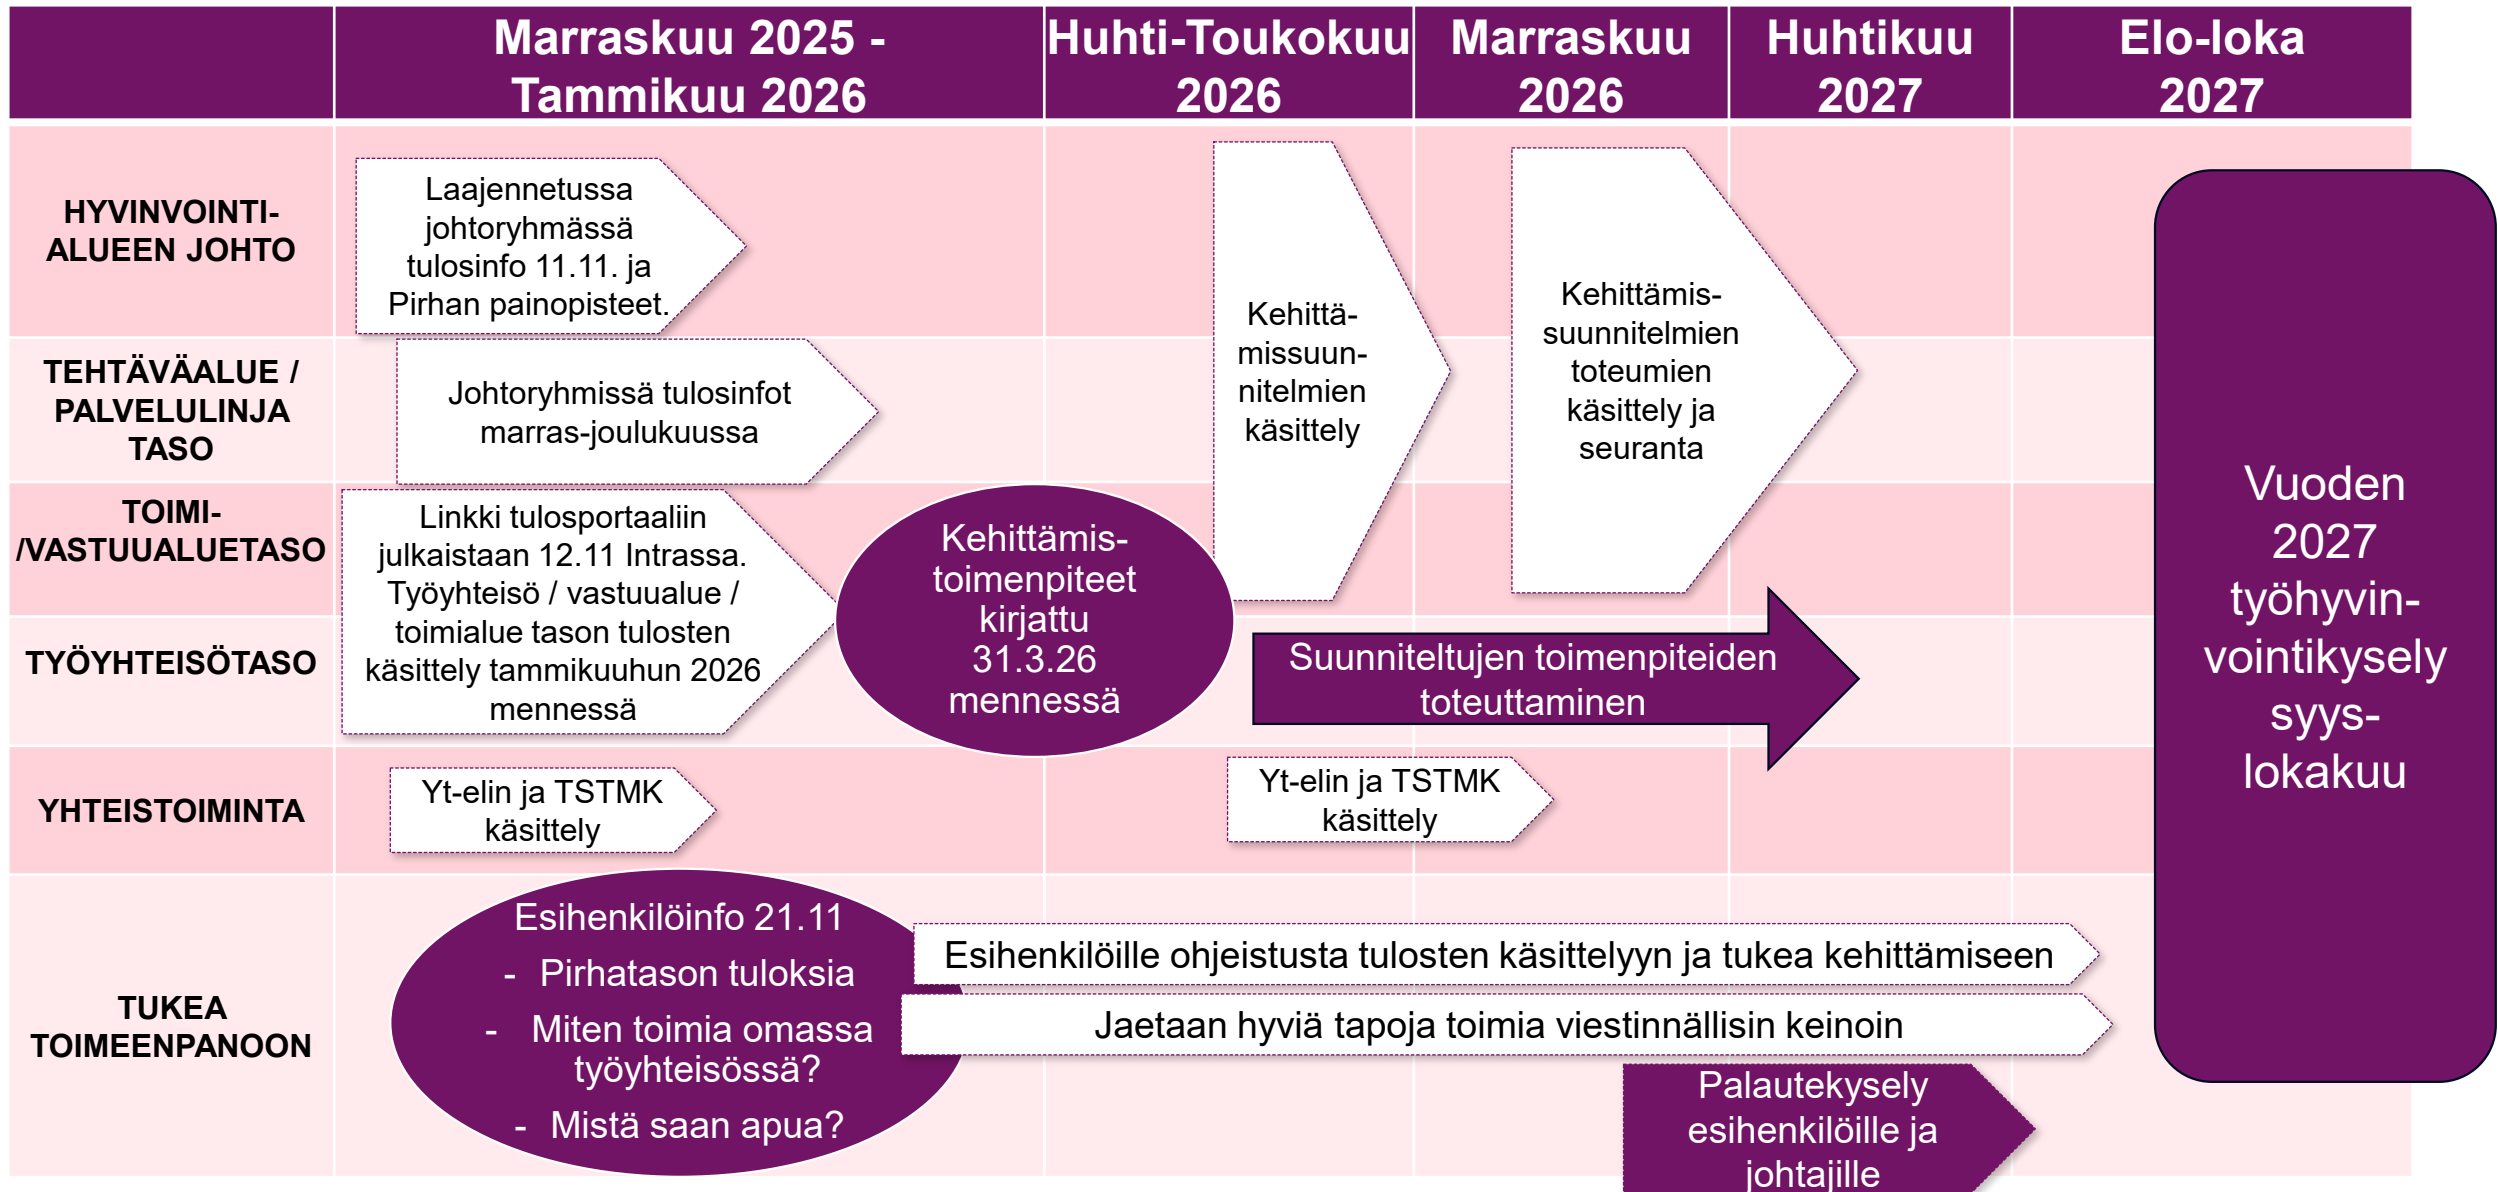 Marraskuu 2025 -
Tammikuu 2026
Huhti-Toukokuu
2026
Marraskuu
2026
Huhtikuu
2027
Elo-loka
2027
HYVINVOINTI-
ALUEEN JOHTO
Laajennetussa
johtoryhmässä
tulosinfo 11.11. ja
Pirhan painopisteet.
TEHTÄVÄALUE /
PALVELULINJA
TASO
Johtoryhmissä tulosinfot
marras-joulukuussa
Kehittä-
missuun-
nitelmien
käsittely
Kehittämis-
suunnitelmien
toteumien
käsittely ja
seuranta
TOIMI-
/VASTUUALUETASO
Linkki tulosportaaliin
julkaistaan 12.11 Intrassa.
Työyhteisö / vastuualue /
toimialue tason tulosten
käsittely tammikuuhun 2026
mennessä
Kehittämis-
toimenpiteet
kirjattu
31.3.26
mennessä
TYÖYHTEISÖTASO
Suunniteltujen toimenpiteiden
toteuttaminen
YHTEISTOIMINTA
Yt-elin ja TSTMK
käsittely
Yt-elin ja TSTMK
käsittely
TUKEA
TOIMEENPANOON
Esihenkilöinfo 21.11
- Pirhatason tuloksia
- Miten toimia omassa
työyhteisössä?
- Mistä saan apua?
Esihenkilöille ohjeistusta tulosten käsittelyyn ja tukea kehittämiseen
Jaetaan hyviä tapoja toimia viestinnällisin keinoin
Palautekysely
esihenkilöille ja
johtajille
Vuoden
2027
työhyvin-
vointikysely
syys-
lokakuu